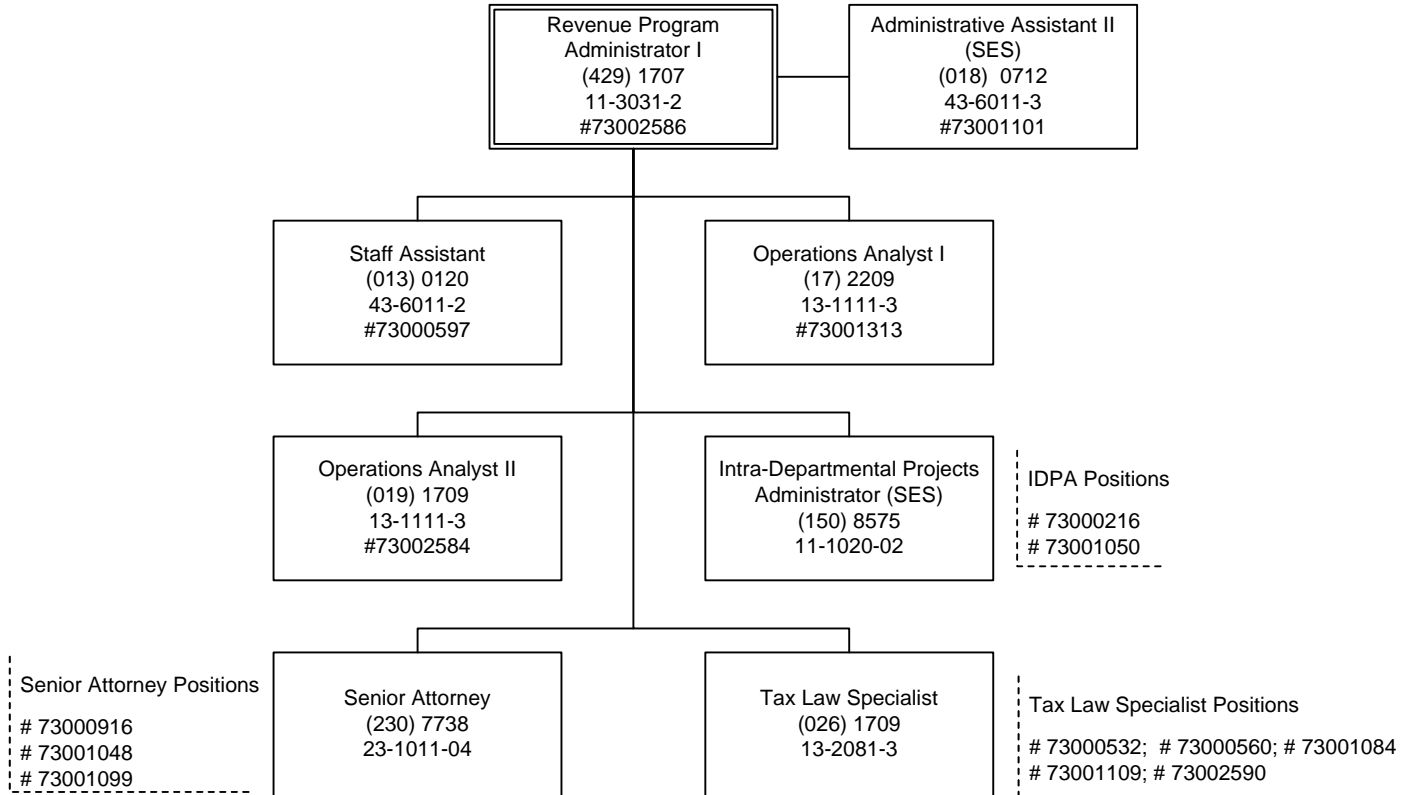 Revenue Program
Administrator I
(429) 1707
11-3031-2
#73002586
Administrative Assistant II
(SES)
(018) 0712
43-6011-3
#73001101
Staff Assistant
(013) 0120
43-6011-2
#73000597
Operations Analyst I
(17) 2209
13-1111-3
#73001313
Operations Analyst II
(019) 1709
13-1111-3
#73002584
Intra-Departmental Projects
Administrator (SES)
(150) 8575
11-1020-02
IDPA Positions
# 73000216
# 73001050
Senior Attorney Positions
# 73000916
# 73001048
# 73001099
Senior Attorney
(230) 7738
23-1011-04
Tax Law Specialist
(026) 1709
13-2081-3
Tax Law Specialist Positions
# 73000532; # 73000560; # 73001084
# 73001109; # 73002590